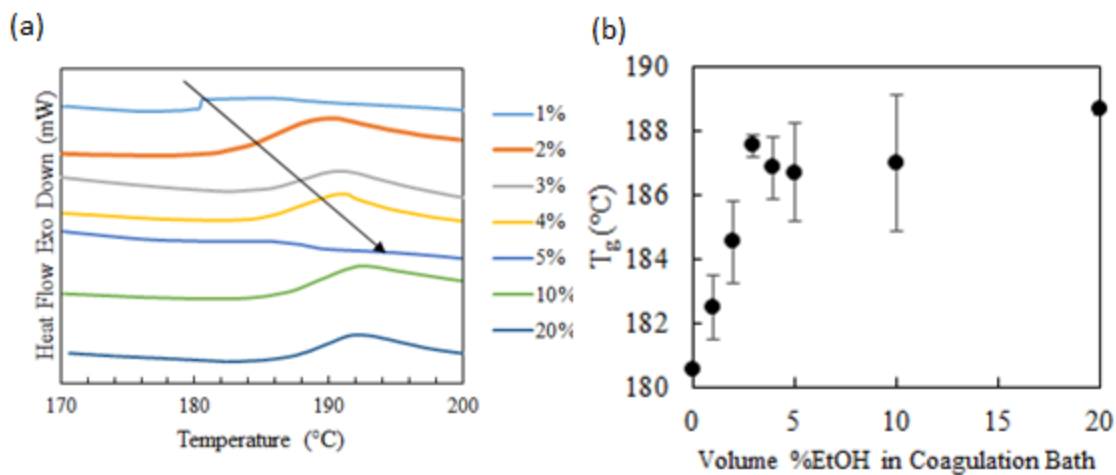 (a)
Heat Flow Exo Down (mW)
1%
2%
3%
4%
5%
10%
20%
170 180 190 200
Temperature (°C)
(b)
Tg (°C)
190
188
186
184
182
180
0 5 10 15 20
Volume %EtOH in Coagulation Bath